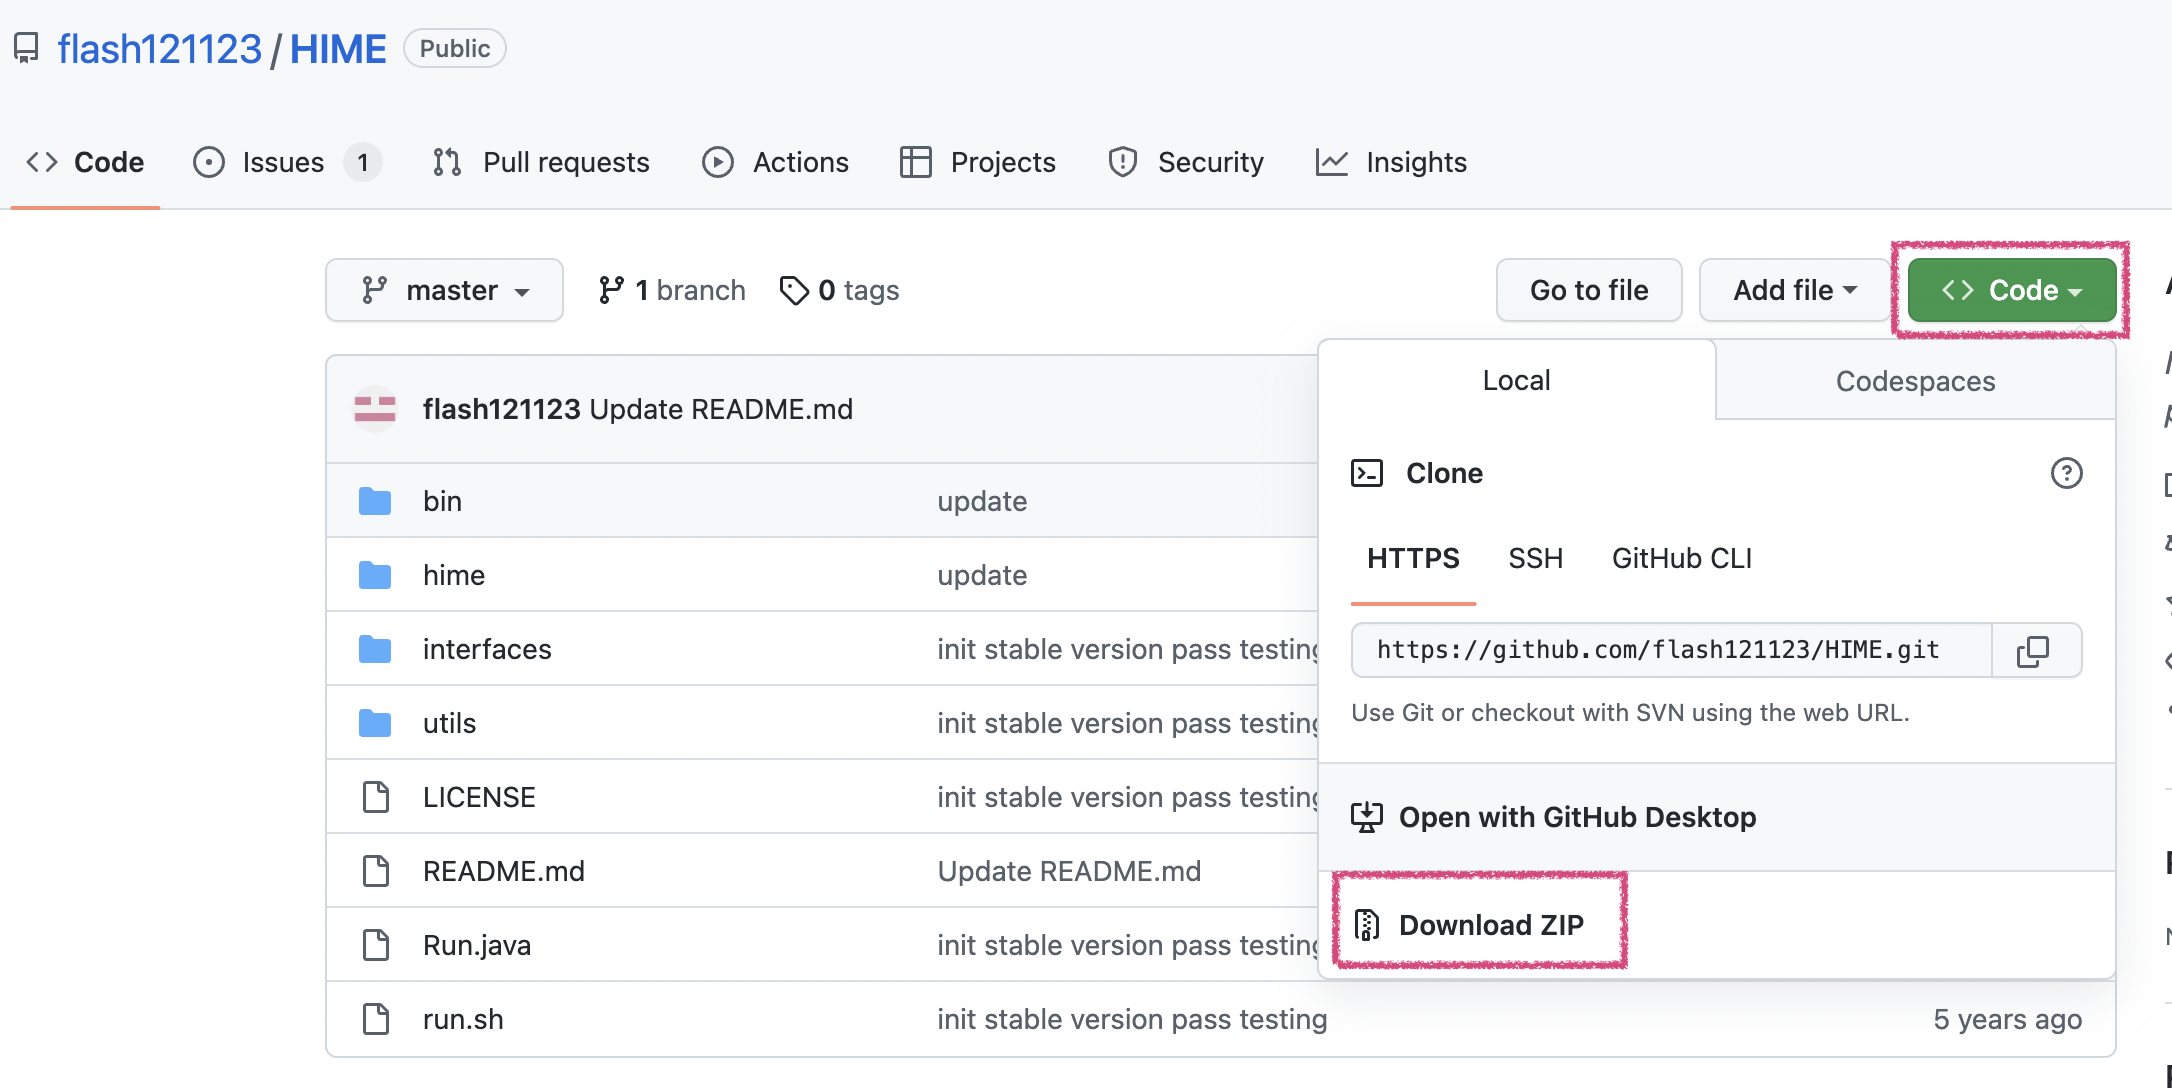 flash121123 / HIME Public
Code Issues 1 Pull requests Actions Projects Security Insights
master 1 branch 0 tags Go to file Add file Code
flash121123 Update README.md
bin update
hime update
interfaces init stable version pass testing
utils init stable version pass testing
LICENSE init stable version pass testing
README.md Update README.md
Run.java init stable version pass testing
run.sh init stable version pass testing 5 years ago
Local Codespaces
Clone
HTTPS SSH GitHub CLI
https://github.com/flash121123/HIME.git
Use Git or checkout with SVN using the web URL.
Open with GitHub Desktop
Download ZIP